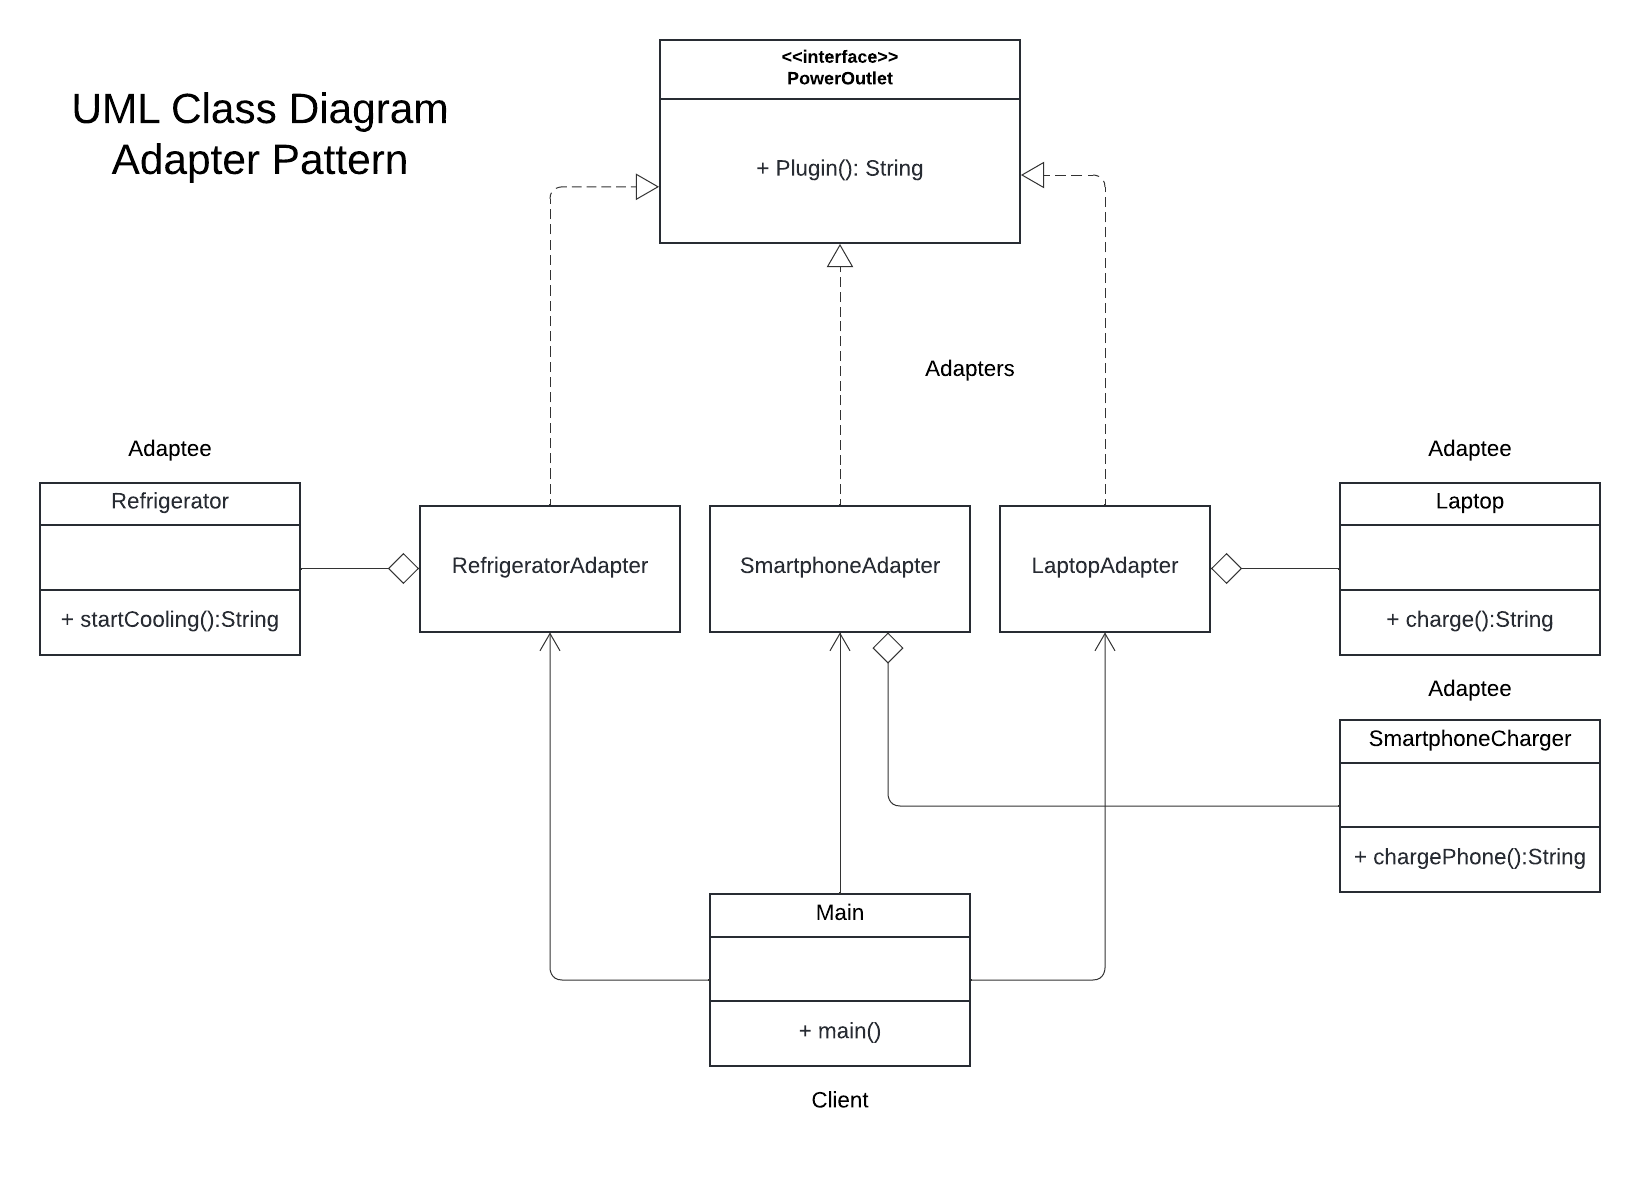 UML Class Diagram
Adapter Pattern
<<interface>>
PowerOutlet
+ Plugin(): String
Adapters
Adaptee
Refrigerator
+ startCooling():String
RefrigeratorAdapter
SmartphoneAdapter
LaptopAdapter
Adaptee
Laptop
+ charge():String
Adaptee
SmartphoneCharger
+ chargePhone():String
Main
+ main()
Client